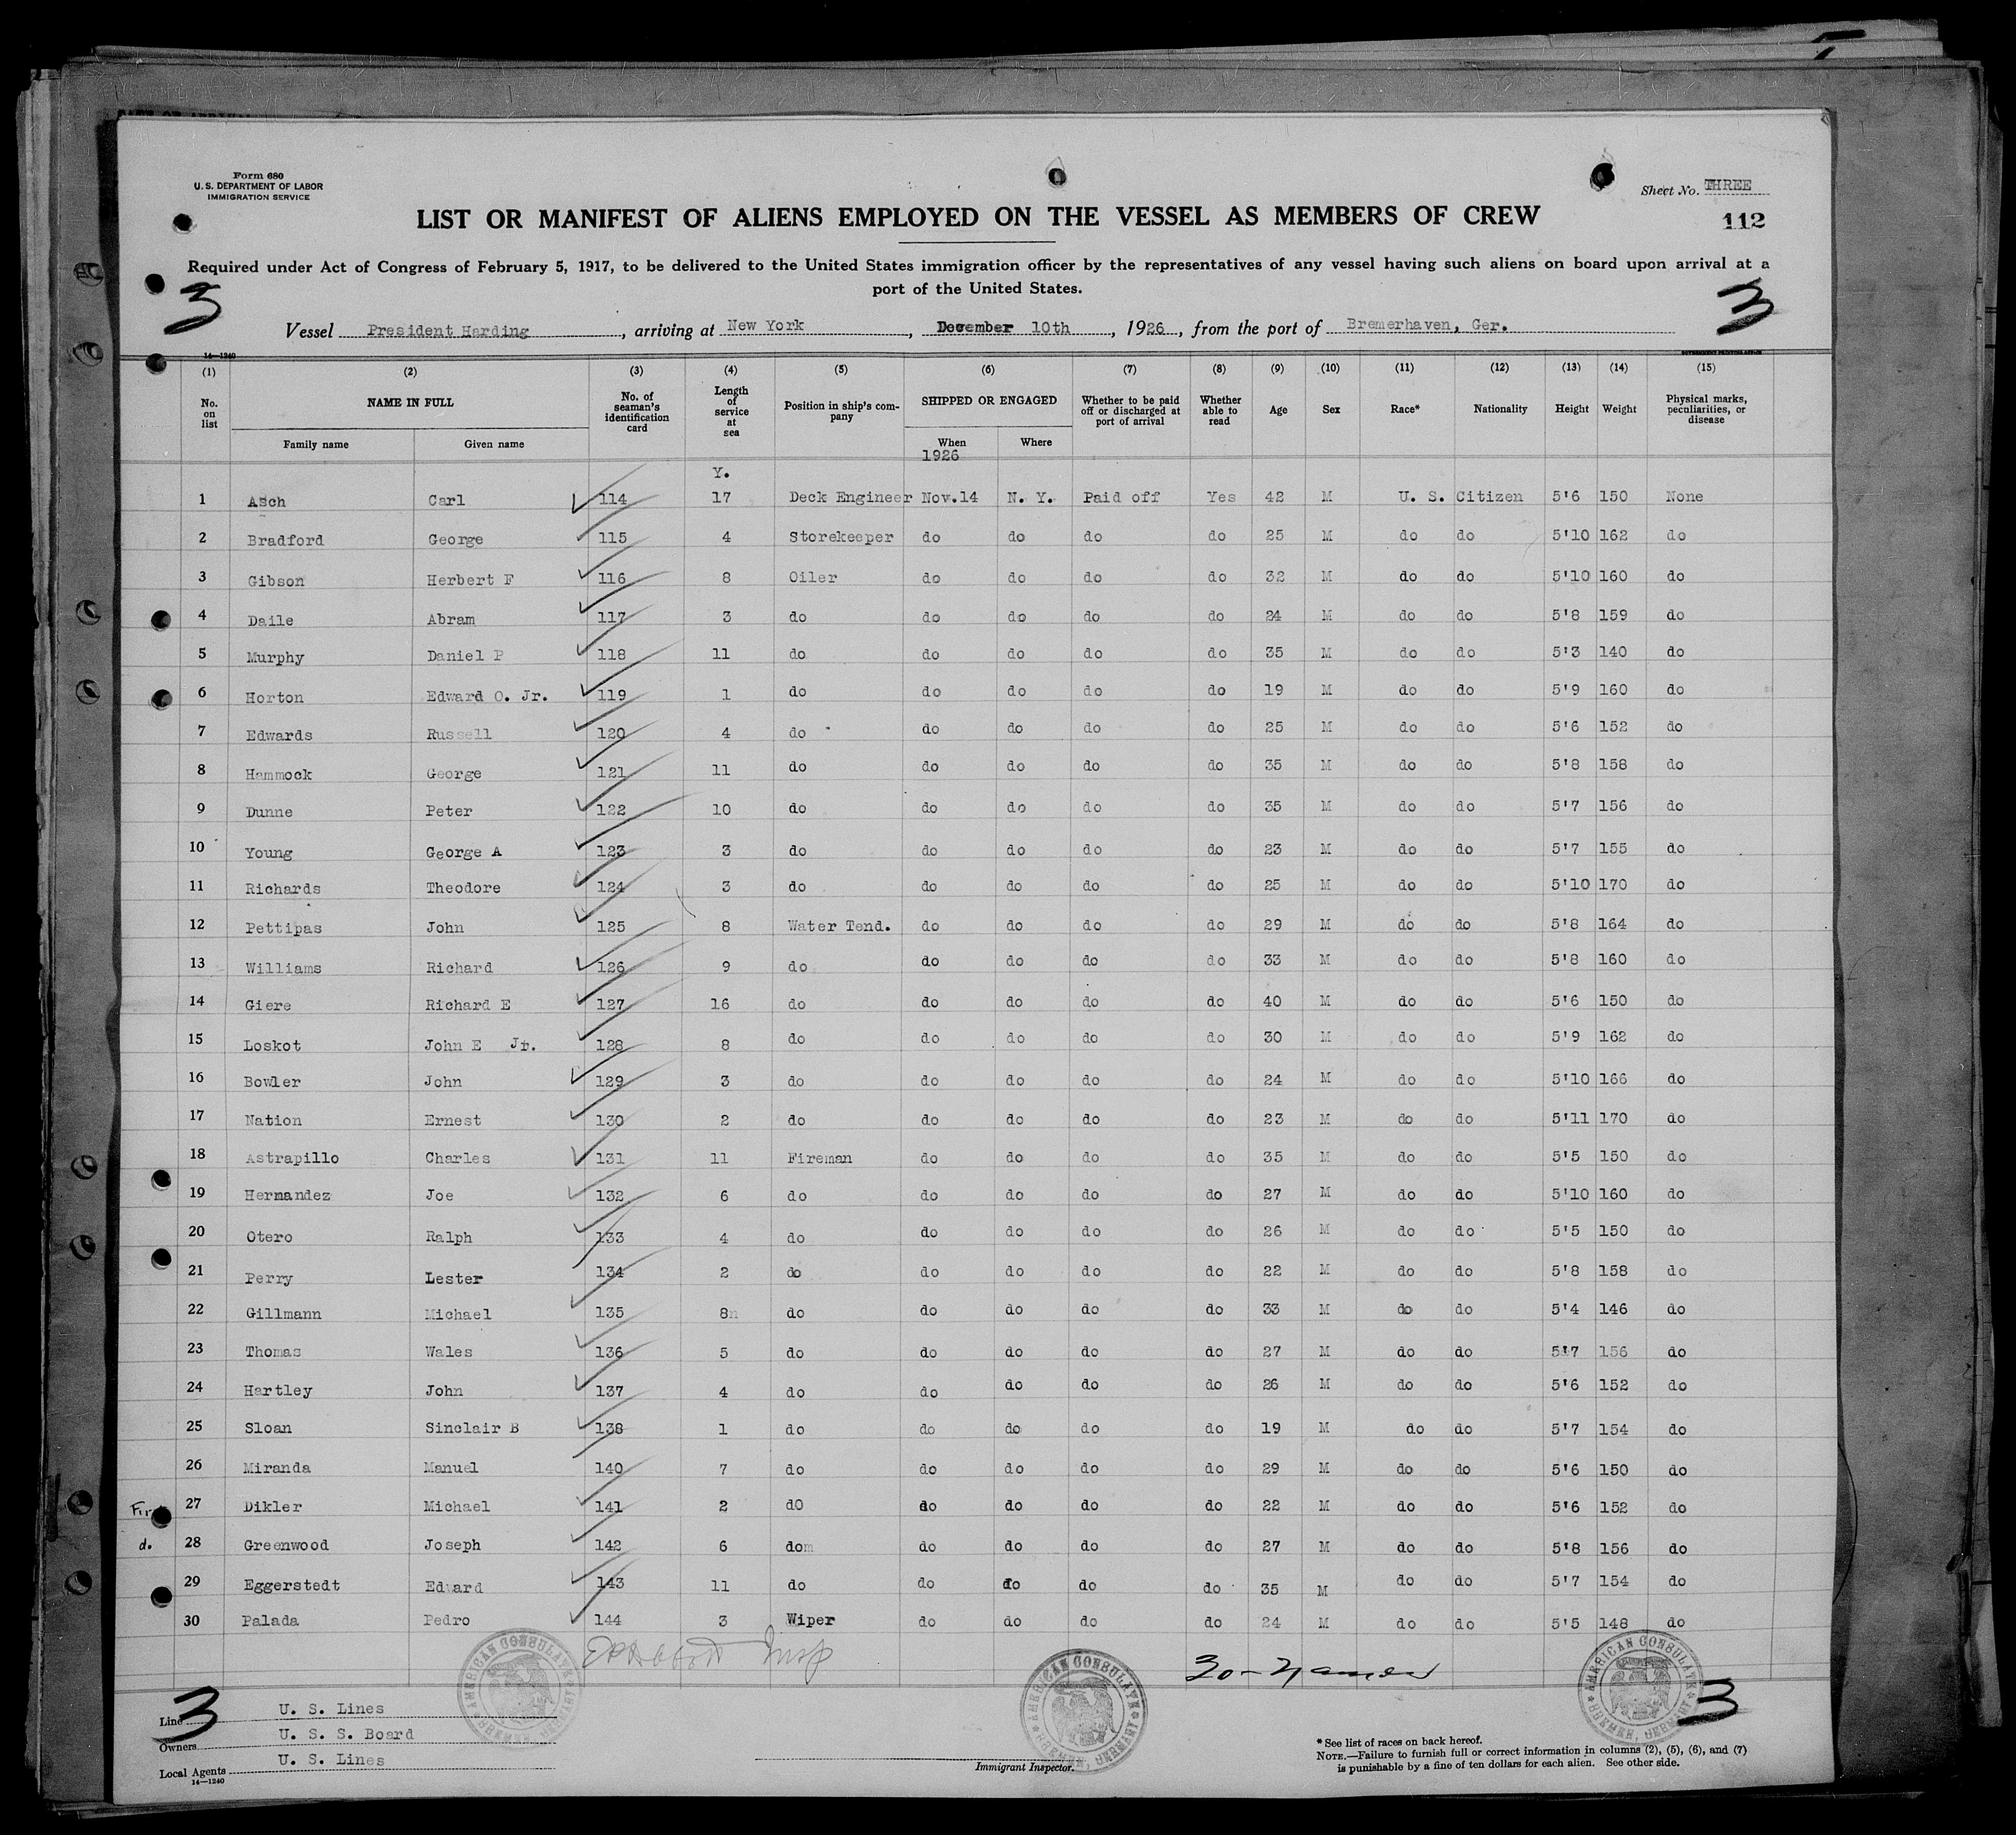 Form 680
U. S. DEPARTMENT OF LABOR
IMMIGRATION SERVICE
Sheet No. THREE
LIST OR MANIFEST OF ALIENS EMPLOYED ON THE VESSEL AS MEMBERS OF CREW
112
Required under Act of Congress of February 5, 1917, to be delivered to the United States immigration officer by the representatives of any vessel having such aliens on board upon arrival at a
port of the United States.
3 3
Vessel President Harding, arriving at New York, December 10th, 1926, from the port of Bremerhaven, Ger.
14—1240 GOVERNMENT PRINTING OFFICE
(1) (2) (3) (4) (5) (6) (7) (8) (9) (10) (11) (12) (13) (14) (15)
No. on list NAME IN FULL Family name Given name No. of seaman's identification card Length of service at sea Position in ship's company SHIPPED OR ENGAGED When Where Whether to be paid off or discharged at port of arrival Whether able to read Age Sex Race* Nationality Height Weight Physical marks, peculiarities, or disease
1926
Y.
1 Asch Carl 114 17 Deck Engineer Nov.14 N. Y. Paid off Yes 42 M U. S. Citizen 5'6 150 None
2 Bradford George 115 4 Storekeeper do do do do 25 M do do 5'10 162 do
3 Gibson Herbert F 116 8 Oiler do do do do 32 M do do 5'10 160 do
4 Daile Abram 117 3 do do do do do 24 M do do 5'8 159 do
5 Murphy Daniel P 118 11 do do do do do 35 M do do 5'3 140 do
6 Horton Edward O. Jr. 119 1 do do do do do 19 M do do 5'9 160 do
7 Edwards Russell 120 4 do do do do do 25 M do do 5'6 152 do
8 Hammock George 121 11 do do do do do 35 M do do 5'8 158 do
9 Dunne Peter 122 10 do do do do do 35 M do do 5'7 156 do
10 Young George A 123 3 do do do do do 23 M do do 5'7 155 do
11 Richards Theodore 124 3 do do do do do 25 M do do 5'10 170 do
12 Pettipas John 125 8 Water Tend. do do do do 29 M do do 5'8 164 do
13 Williams Richard 126 9 do do do do do 33 M do do 5'8 160 do
14 Giere Richard E 127 16 do do do do do 40 M do do 5'6 150 do
15 Loskot John E Jr. 128 8 do do do do do 30 M do do 5'9 162 do
16 Bowler John 129 3 do do do do do 24 M do do 5'10 166 do
17 Nation Ernest 130 2 do do do do do 23 M do do 5'11 170 do
18 Astrapillo Charles 131 11 Fireman do do do do 35 M do do 5'5 150 do
19 Hernandez Joe 132 6 do do do do do 27 M do do 5'10 160 do
20 Otero Ralph 133 4 do do do do do 26 M do do 5'5 150 do
21 Perry Lester 134 2 do do do do do 22 M do do 5'8 158 do
22 Gillmann Michael 135 8n do do do do do 33 M do do 5'4 146 do
23 Thomas Wales 136 5 do do do do do 27 M do do 5'7 156 do
24 Hartley John 137 4 do do do do do 26 M do do 5'6 152 do
25 Sloan Sinclair B 138 1 do do do do do 19 M do do 5'7 154 do
26 Miranda Manuel 140 7 do do do do do 29 M do do 5'6 150 do
27 Dikler Michael 141 2 dO do do do do 22 M do do 5'6 152 do
d. 28 Greenwood Joseph 142 6 dom do do do do 27 M do do 5'8 156 do
29 Eggerstedt Edward 143 11 do do do do do 35 M do do 5'7 154 do
30 Palada Pedro 144 3 Wiper do do do do 24 M do do 5'5 148 do
Insp
30 - Names
AMERICAN CONSULATE BREMEN, GERMANY
AMERICAN CONSULATE BREMEN, GERMANY
AMERICAN CONSULATE BREMEN, GERMANY
3 3
Line U. S. Lines
Owners U. S. S. Board
Local Agents U. S. Lines
14—1240
Immigrant Inspector.
* See list of races on back hereof.
NOTE.—Failure to furnish full or correct information in columns (2), (5), (6), and (7)
is punishable by a fine of ten dollars for each alien. See other side.